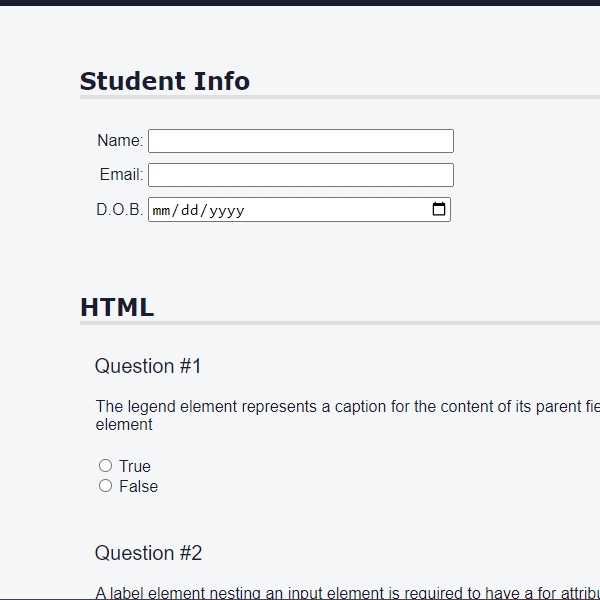 Student Info
Name:
Email:
D.O.B. mm/dd/yyyy
HTML
Question #1
The legend element represents a caption for the content of its parent fie
element
True
False
Question #2
A label element nesting an input element is required to have a for attribu